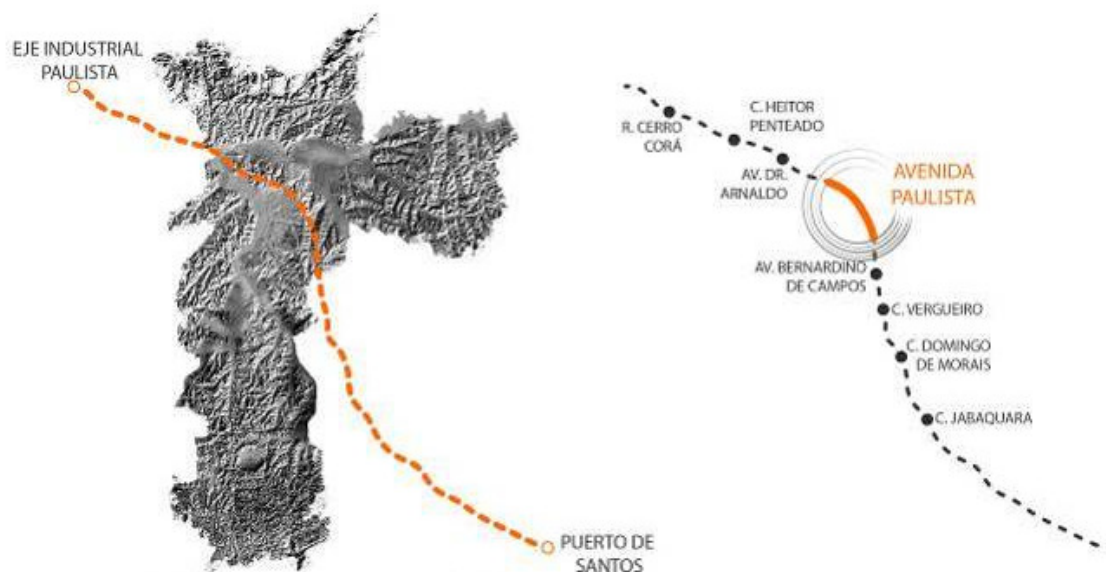 EJE INDUSTRIAL
PAULISTA
PUERTO DE
SANTOS
R. CERRO
CORÁ
C. HEITOR
PENTEADO
AV. DR.
ARNALDO
AVENIDA
PAULISTA
AV. BERNARDINO
DE CAMPOS
C. VERGUEIRO
C. DOMINGO
DE MORAIS
C. JABAQUARA